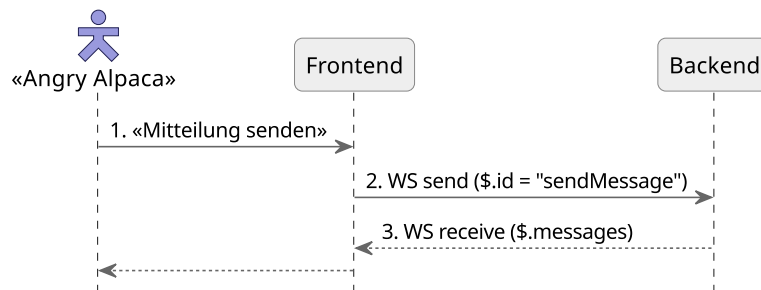 «Angry Alpaca»
Frontend
Backend
1. «Mitteilung senden»
2. WS send ($.id = "sendMessage")
3. WS receive ($.messages)